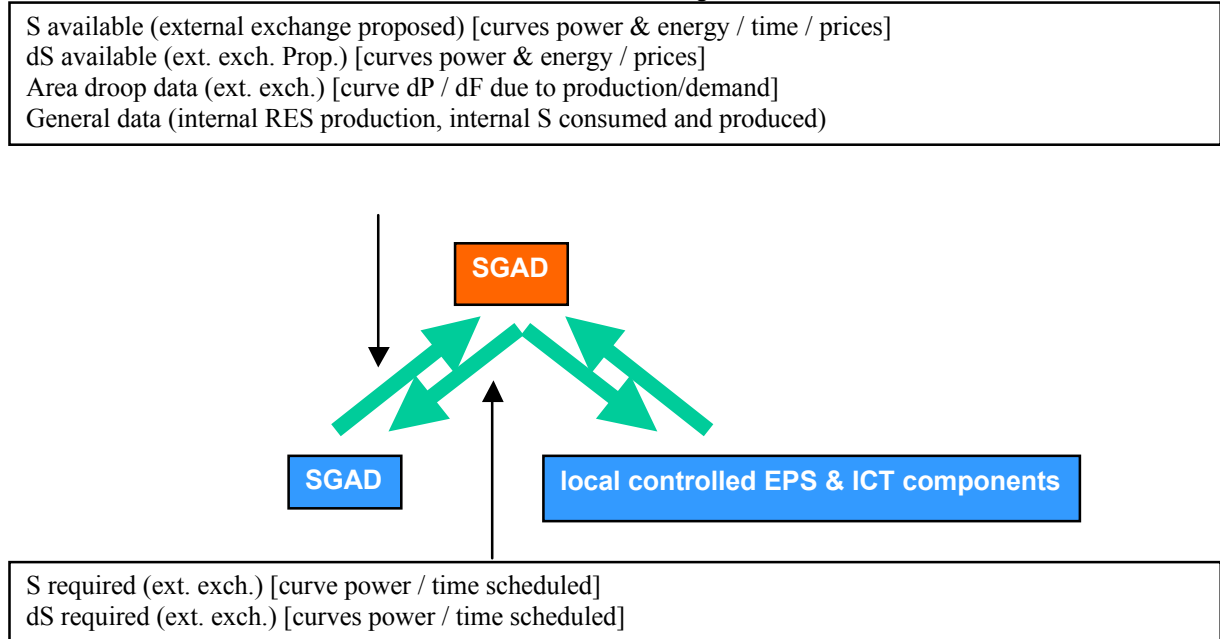 S available (external exchange proposed) [curves power & energy / time / prices]
dS available (ext. exch. Prop.) [curves power & energy / prices]
Area droop data (ext. exch.) [curve dP / dF due to production/demand]
General data (internal RES production, internal S consumed and produced)
SGAD
SGAD
local controlled EPS & ICT components
S required (ext. exch.) [curve power / time scheduled]
dS required (ext. exch.) [curves power / time scheduled]